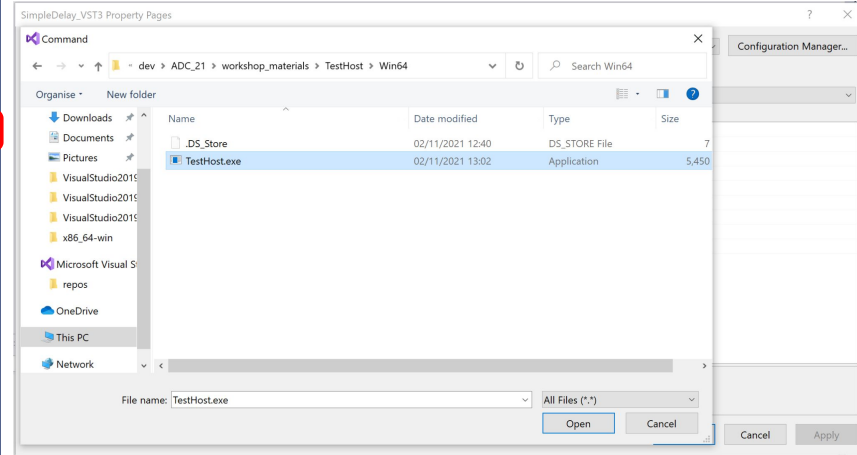 SimpleDelay_VST3 Property Pages
? ×
Command
Configuration Manager...
dev > ADC_21 > workshop_materials > TestHost > Win64
Search Win64
Organise
New folder
Name Date modified Type Size
Downloads
.DS_Store 02/11/2021 12:40 DS_STORE File 7
Documents
TestHost.exe 02/11/2021 13:02 Application 5,450
Pictures
VisualStudio2019
VisualStudio2019
VisualStudio2019
x86_64-win
Microsoft Visual S
repos
OneDrive
This PC
Network
File name: TestHost.exe
All Files (*.*)
Open Cancel
Cancel Apply